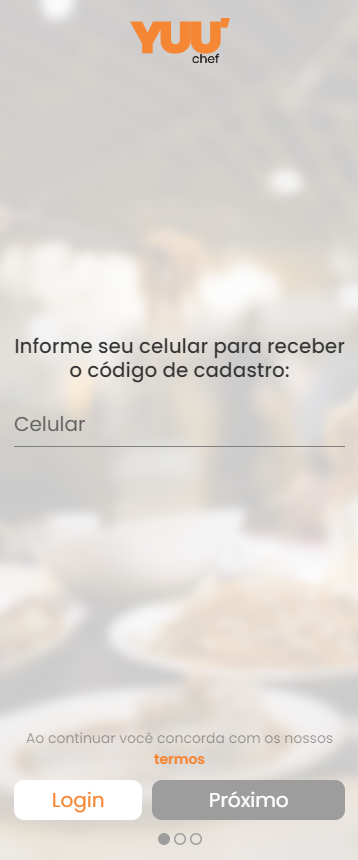 YUU'
chef
Informe seu celular para receber
o código de cadastro:
Celular
Ao continuar você concorda com os nossos
termos
Login
Próximo